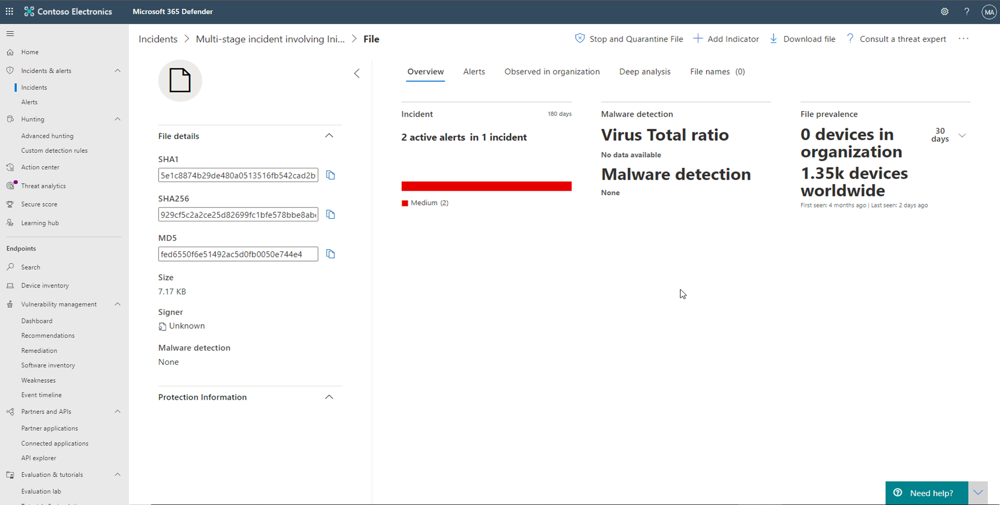 Contoso Electronics
Microsoft 365 Defender
?
MA
Incidents > Multi-stage incident involving Ini... > File
Stop and Quarantine File
Add Indicator
Download file
? Consult a threat expert
...
Home
Incidents & alerts
Incidents
Alerts
Hunting
Advanced hunting
Custom detection rules
Action center
Threat analytics
Secure score
Learning hub
Endpoints
Search
Device inventory
Vulnerability management
Dashboard
Recommendations
Remediation
Software inventory
Weaknesses
Event timeline
Partners and APIs
Partner applications
Connected applications
API explorer
Evaluation & tutorials
Evaluation lab
File details
SHA1
5e1c8874b29de480a0513516fb542cad2b
SHA256
929cf5c2a2ce25d82699fc1bfe578bbe8abe
MD5
fed6550f6e51492ac5d0fb0050e744e4
Size
7.17 KB
Signer
Unknown
Malware detection
None
Protection Information
Overview
Alerts
Observed in organization
Deep analysis
File names (0)
Incident
180 days
2 active alerts in 1 incident
Medium (2)
Malware detection
Virus Total ratio
No data available
Malware detection
None
File prevalence
0 devices in
organization
30
days
1.35k devices
worldwide
First seen: 4 months ago | Last seen: 2 days ago
Need help?